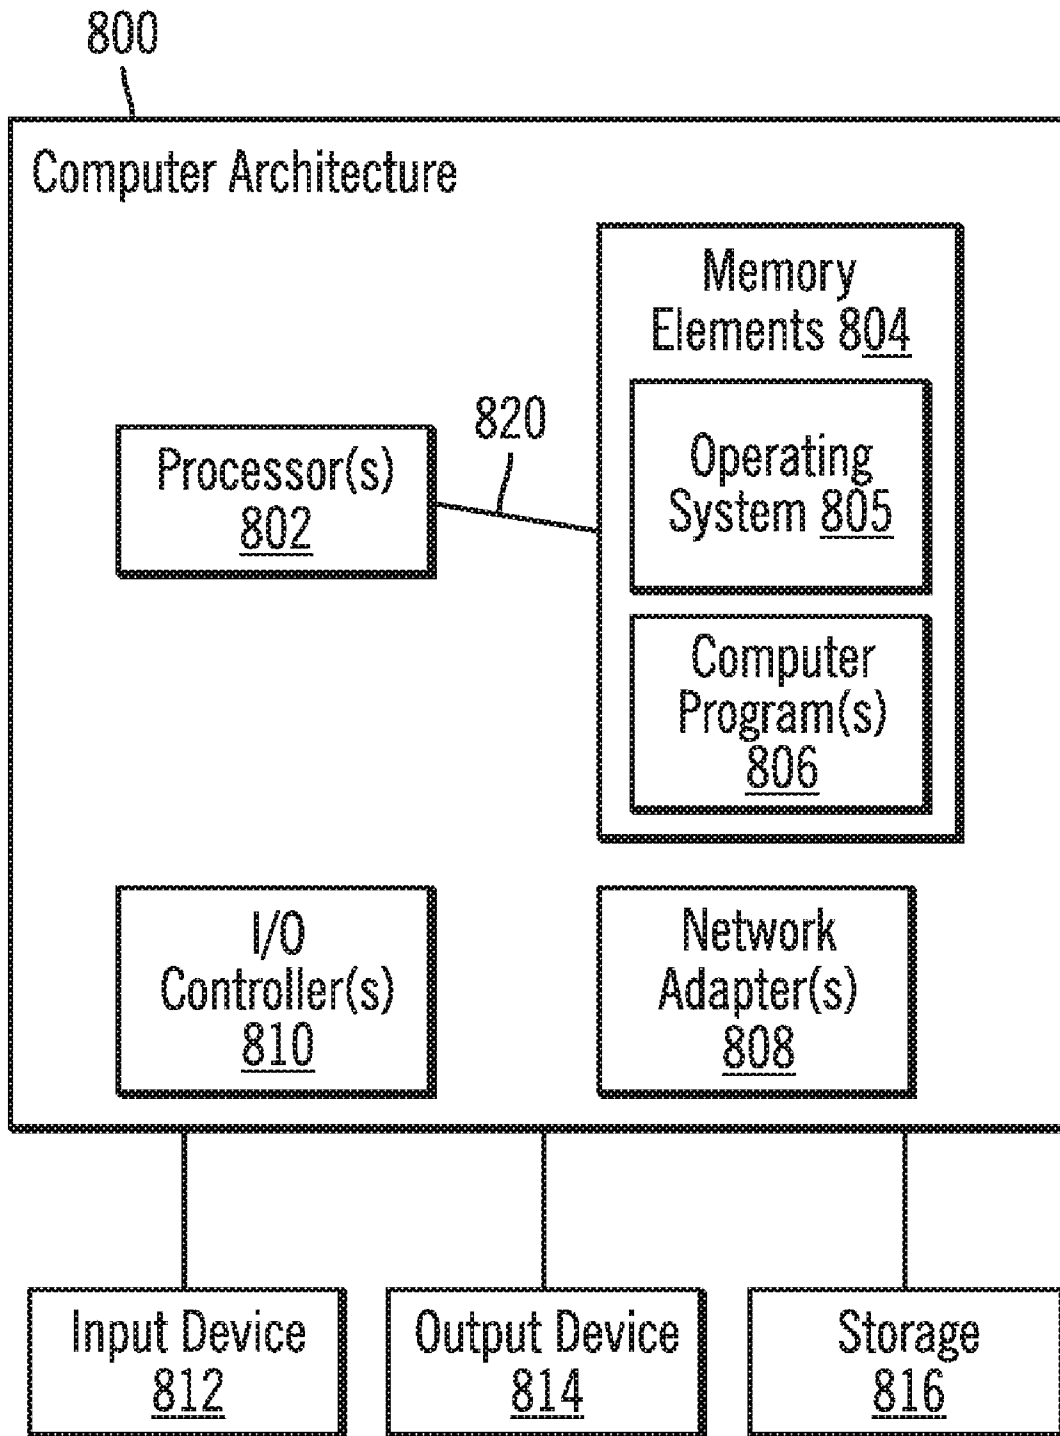 800
Computer Architecture
Memory
Elements 804
Operating
System 805
820
Processor(s)
802
Computer
Program(s)
806
I/O
Controller(s)
810
Network
Adapter(s)
808
Input Device
812
Output Device
814
Storage
816